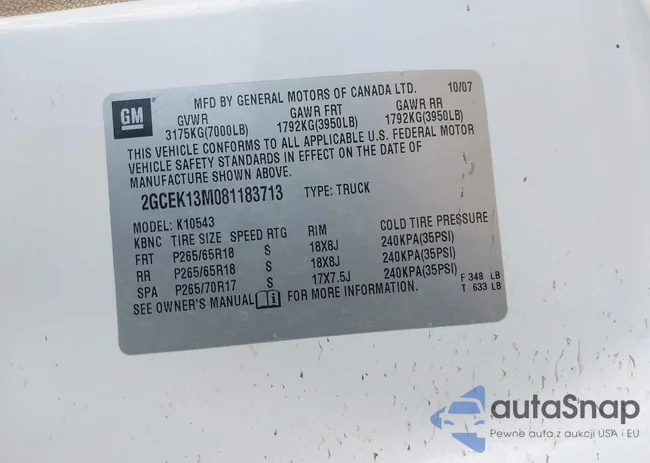 MFD BY GENERAL MOTORS OF CANADA LTD. 10/07
GM
GVWR GAWR FRT GAWR RR
3175KG(7000LB) 1792KG(3950LB) 1792KG(3950LB)
THIS VEHICLE CONFORMS TO ALL APPLICABLE U.S. FEDERAL MOTOR
VEHICLE SAFETY STANDARDS IN EFFECT ON THE DATE OF
MANUFACTURE SHOWN ABOVE.
2GCEK13M081183713 TYPE: TRUCK
MODEL: K10543
KBNC TIRE SIZE SPEED RTG RIM COLD TIRE PRESSURE
FRT P265/65R18 S 18X8J 240KPA(35PSI)
RR P265/65R18 S 18X8J 240KPA(35PSI)
SPA P265/70R17 S 17X7.5J 240KPA(35PSI)
SEE OWNER'S MANUAL FOR MORE INFORMATION.
F 348 LB
T 633 LB
autaSnap
Pewne auta z aukcji USA i EU